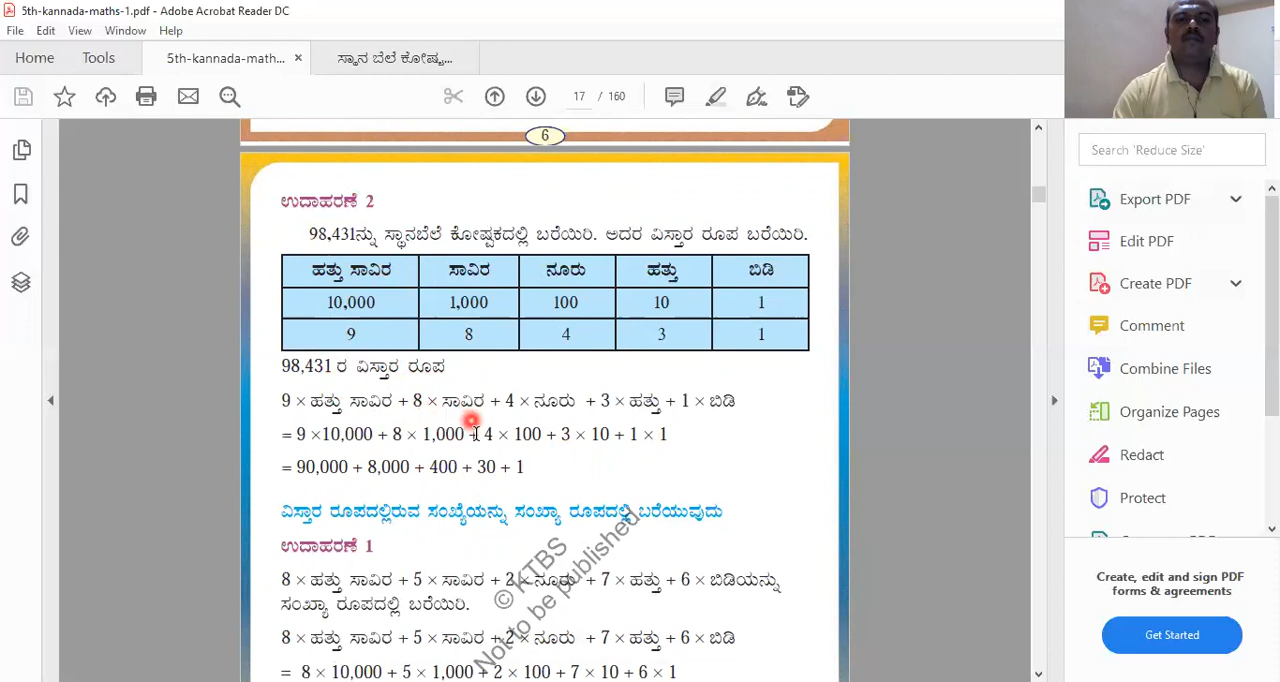 5th-kannada-maths-1.pdf - Adobe Acrobat Reader DC
File Edit View Window Help
Home Tools 5th-kannada-math... × ಸ್ಥಾನ ಬೆಲೆ ಕೋಷ್ಟ...
17 / 160
6
ಉದಾಹರಣೆ 2
98,431ನ್ನು ಸ್ಥಾನಬೆಲೆ ಕೋಷ್ಟಕದಲ್ಲಿ ಬರೆಯಿರಿ. ಅದರ ವಿಸ್ತಾರ ರೂಪ ಬರೆಯಿರಿ.
ಹತ್ತು ಸಾವಿರ ಸಾವಿರ ನೂರು ಹತ್ತು ಬಿಡಿ
10,000 1,000 100 10 1
9 8 4 3 1
98,431 ರ ವಿಸ್ತಾರ ರೂಪ
9 × ಹತ್ತು ಸಾವಿರ + 8 × ಸಾವಿರ + 4 × ನೂರು + 3 × ಹತ್ತು + 1 × ಬಿಡಿ
= 9 ×10,000 + 8 × 1,000 + 4 × 100 + 3 × 10 + 1 × 1
= 90,000 + 8,000 + 400 + 30 + 1
ವಿಸ್ತಾರ ರೂಪದಲ್ಲಿರುವ ಸಂಖ್ಯೆಯನ್ನು ಸಂಖ್ಯಾ ರೂಪದಲ್ಲಿ ಬರೆಯುವುದು
ಉದಾಹರಣೆ 1
8 × ಹತ್ತು ಸಾವಿರ + 5 × ಸಾವಿರ + 2 × ನೂರು + 7 × ಹತ್ತು + 6 × ಬಿಡಿಯನ್ನು
ಸಂಖ್ಯಾ ರೂಪದಲ್ಲಿ ಬರೆಯಿರಿ.
8 × ಹತ್ತು ಸಾವಿರ + 5 × ಸಾವಿರ + 2 × ನೂರು + 7 × ಹತ್ತು + 6 × ಬಿಡಿ
= 8 × 10,000 + 5 × 1,000 + 2 × 100 + 7 × 10 + 6 × 1
© KTBS
Not to be published
Search 'Reduce Size'
Export PDF
Edit PDF
Create PDF
Comment
Combine Files
Organize Pages
Redact
Protect
Create, edit and sign PDF
forms & agreements
Get Started